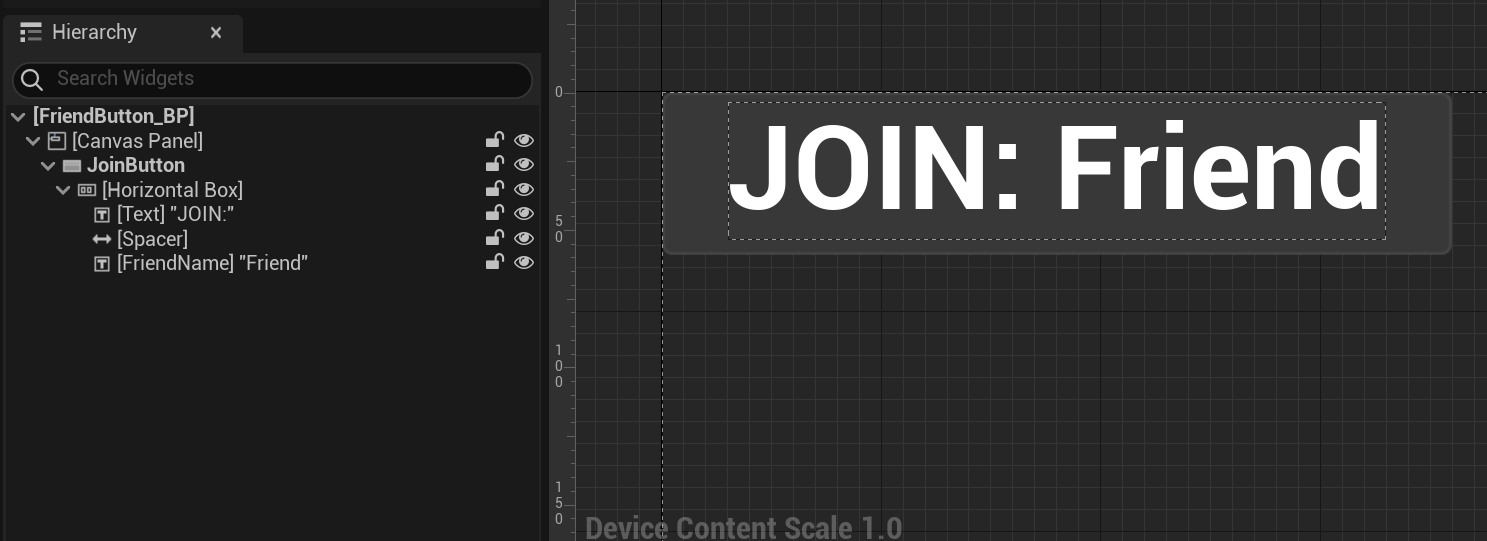 Hierarchy
Search Widgets
[FriendButton_BP]
[Canvas Panel]
JoinButton
[Horizontal Box]
[Text] "JOIN:"
[Spacer]
[FriendName] "Friend"
0
50
100
150
JOIN: Friend
Device Content Scale 1.0